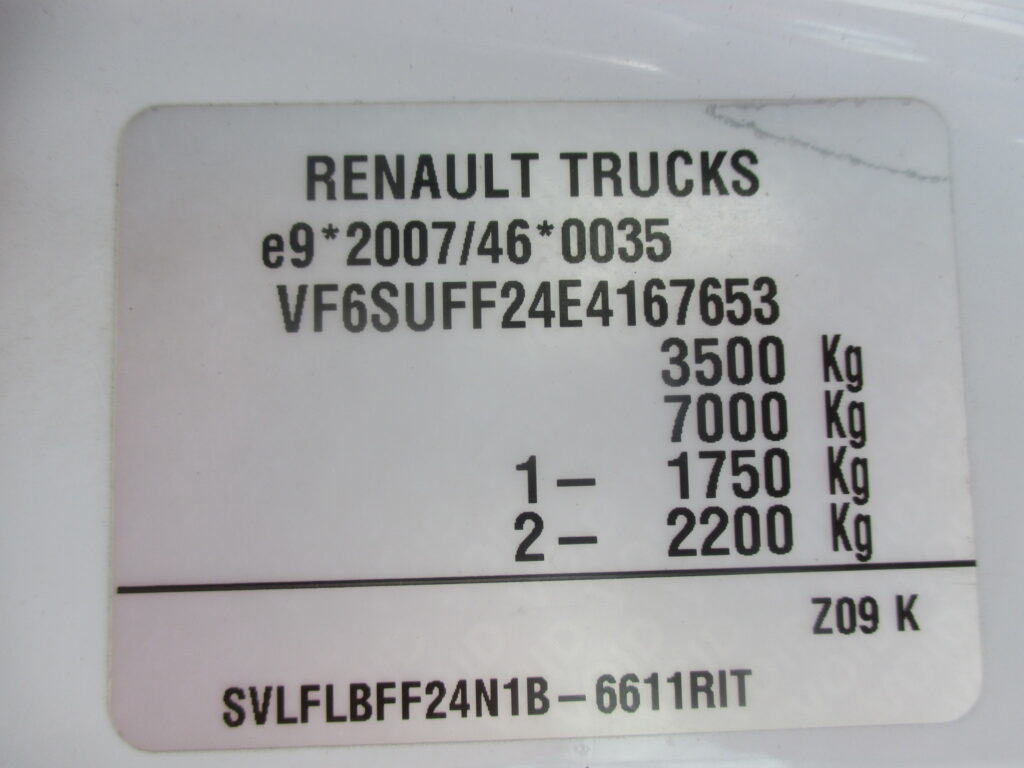 RENAULT TRUCKS
e9*2007/46*0035
VF6SUFF24E4167653
3500 Kg
7000 Kg
1- 1750 Kg
2- 2200 Kg
Z09 K
SVLFLBFF24N1B-6611RIT